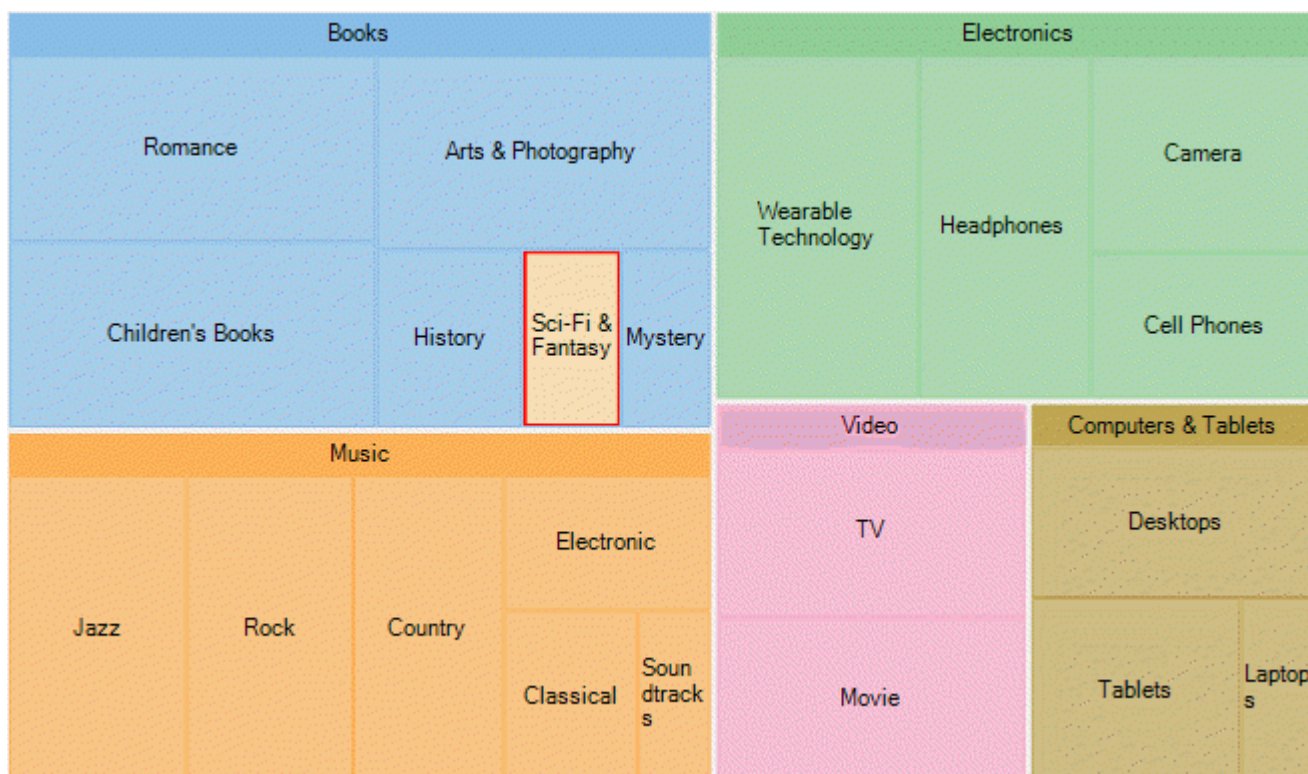 Books
Romance
Arts & Photography
Children's Books
History
Sci-Fi &
Fantasy
Mystery
Electronics
Wearable
Technology
Headphones
Camera
Cell Phones
Music
Jazz
Rock
Country
Electronic
Classical
Soun
dtrack
s
Video
TV
Movie
Computers & Tablets
Desktops
Tablets
Laptop
s